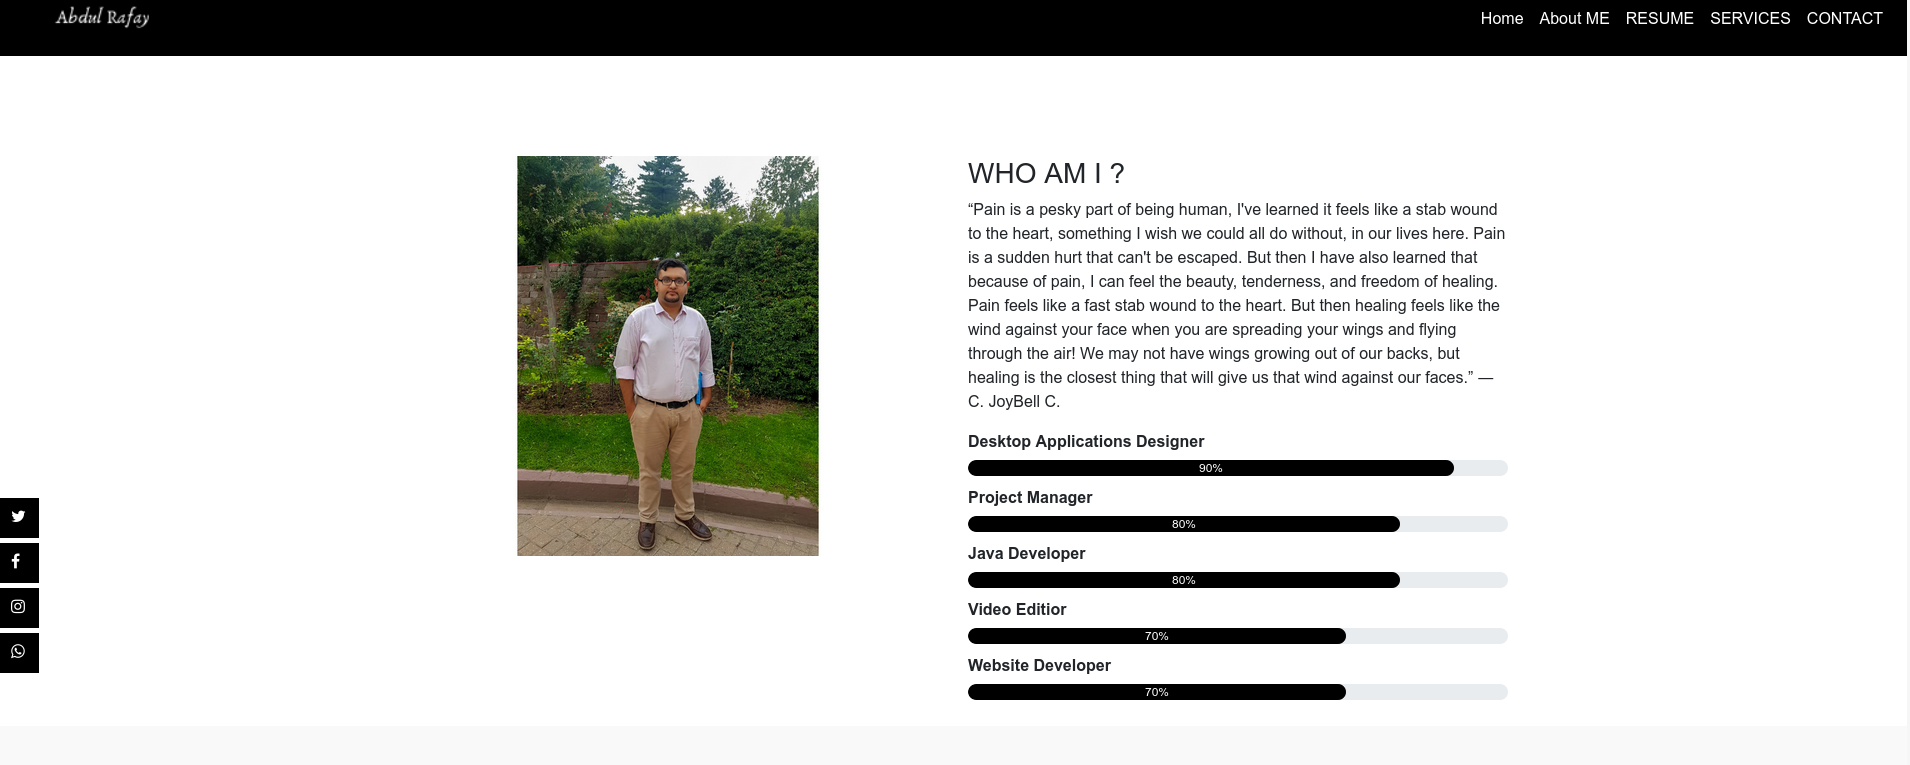 Abdul Rafay
Home About ME RESUME SERVICES CONTACT
WHO AM I ?
“Pain is a pesky part of being human, I've learned it feels like a stab wound
to the heart, something I wish we could all do without, in our lives here. Pain
is a sudden hurt that can't be escaped. But then I have also learned that
because of pain, I can feel the beauty, tenderness, and freedom of healing.
Pain feels like a fast stab wound to the heart. But then healing feels like the
wind against your face when you are spreading your wings and flying
through the air! We may not have wings growing out of our backs, but
healing is the closest thing that will give us that wind against our faces.” ―
C. JoyBell C.
Desktop Applications Designer
90%
Project Manager
80%
Java Developer
80%
Video Editior
70%
Website Developer
70%